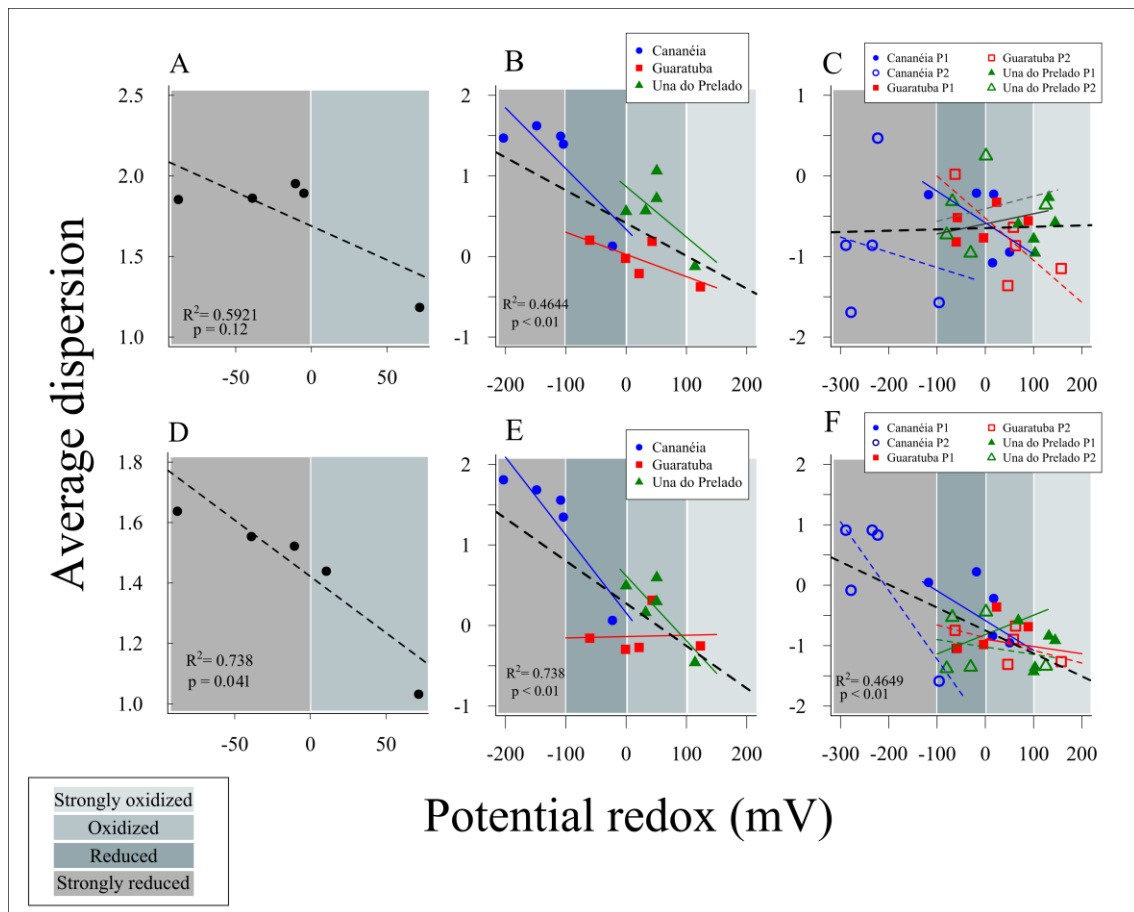 A
2.5
2.0
1.5
1.0
R²= 0.5921
p = 0.12
-50
0
50
B
Cananéia
Guaratuba
Una do Prelado
2
1
0
-1
R²= 0.4644
p < 0.01
-200
-100
0
100
200
C
Cananéia P1
Cananéia P2
Guaratuba P1
Guaratuba P2
Una do Prelado P1
Una do Prelado P2
1
-0
-1
-2
-300
-200
-100
0
100
200
Average dispersion
D
1.8
1.6
1.4
1.2
1.0
R²= 0.738
p = 0.041
-50
0
50
E
Cananéia
Guaratuba
Una do Prelado
3
2
1
-0
-1
R²= 0.738
p < 0.01
-200
-100
0
100
200
F
Cananéia P1
Cananéia P2
Guaratuba P1
Guaratuba P2
Una do Prelado P1
Una do Prelado P2
2
1
-0
-1
-2
R²= 0.4649
p < 0.01
-300
-200
-100
0
100
200
Potential redox (mV)
Strongly oxidized
Oxidized
Reduced
Strongly reduced